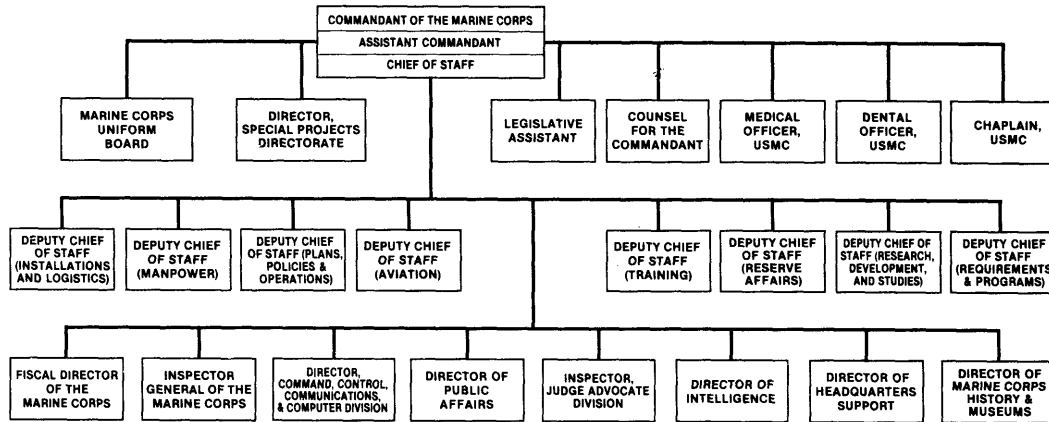 COMMANDANT OF THE MARINE CORPS
ASSISTANT COMMANDANT
CHIEF OF STAFF
MARINE CORPS
UNIFORM
BOARD
DIRECTOR,
SPECIAL PROJECTS
DIRECTORATE
LEGISLATIVE
ASSISTANT
COUNSEL
FOR THE
COMMANDANT
MEDICAL
OFFICER,
USMC
DENTAL
OFFICER,
USMC
CHAPLAIN,
USMC
DEPUTY CHIEF
OF STAFF
(INSTALLATIONS
AND LOGISTICS)
DEPUTY CHIEF
OF STAFF
(MANPOWER)
DEPUTY CHIEF
OF STAFF (PLANS,
POLICIES &
OPERATIONS)
DEPUTY CHIEF
OF STAFF
(AVIATION)
DEPUTY CHIEF
OF STAFF
(TRAINING)
DEPUTY CHIEF
OF STAFF
(RESERVE
AFFAIRS)
DEPUTY CHIEF OF
STAFF (RESEARCH,
DEVELOPMENT,
AND STUDIES)
DEPUTY CHIEF
OF STAFF
(REQUIREMENTS
& PROGRAMS)
FISCAL DIRECTOR
OF THE
MARINE CORPS
INSPECTOR
GENERAL OF THE
MARINE CORPS
DIRECTOR,
COMMAND, CONTROL,
COMMUNICATIONS,
& COMPUTER DIVISION
DIRECTOR OF
PUBLIC
AFFAIRS
INSPECTOR,
JUDGE ADVOCATE
DIVISION
DIRECTOR OF
INTELLIGENCE
DIRECTOR OF
HEADQUARTERS
SUPPORT
DIRECTOR OF
MARINE CORPS
HISTORY &
MUSEUMS